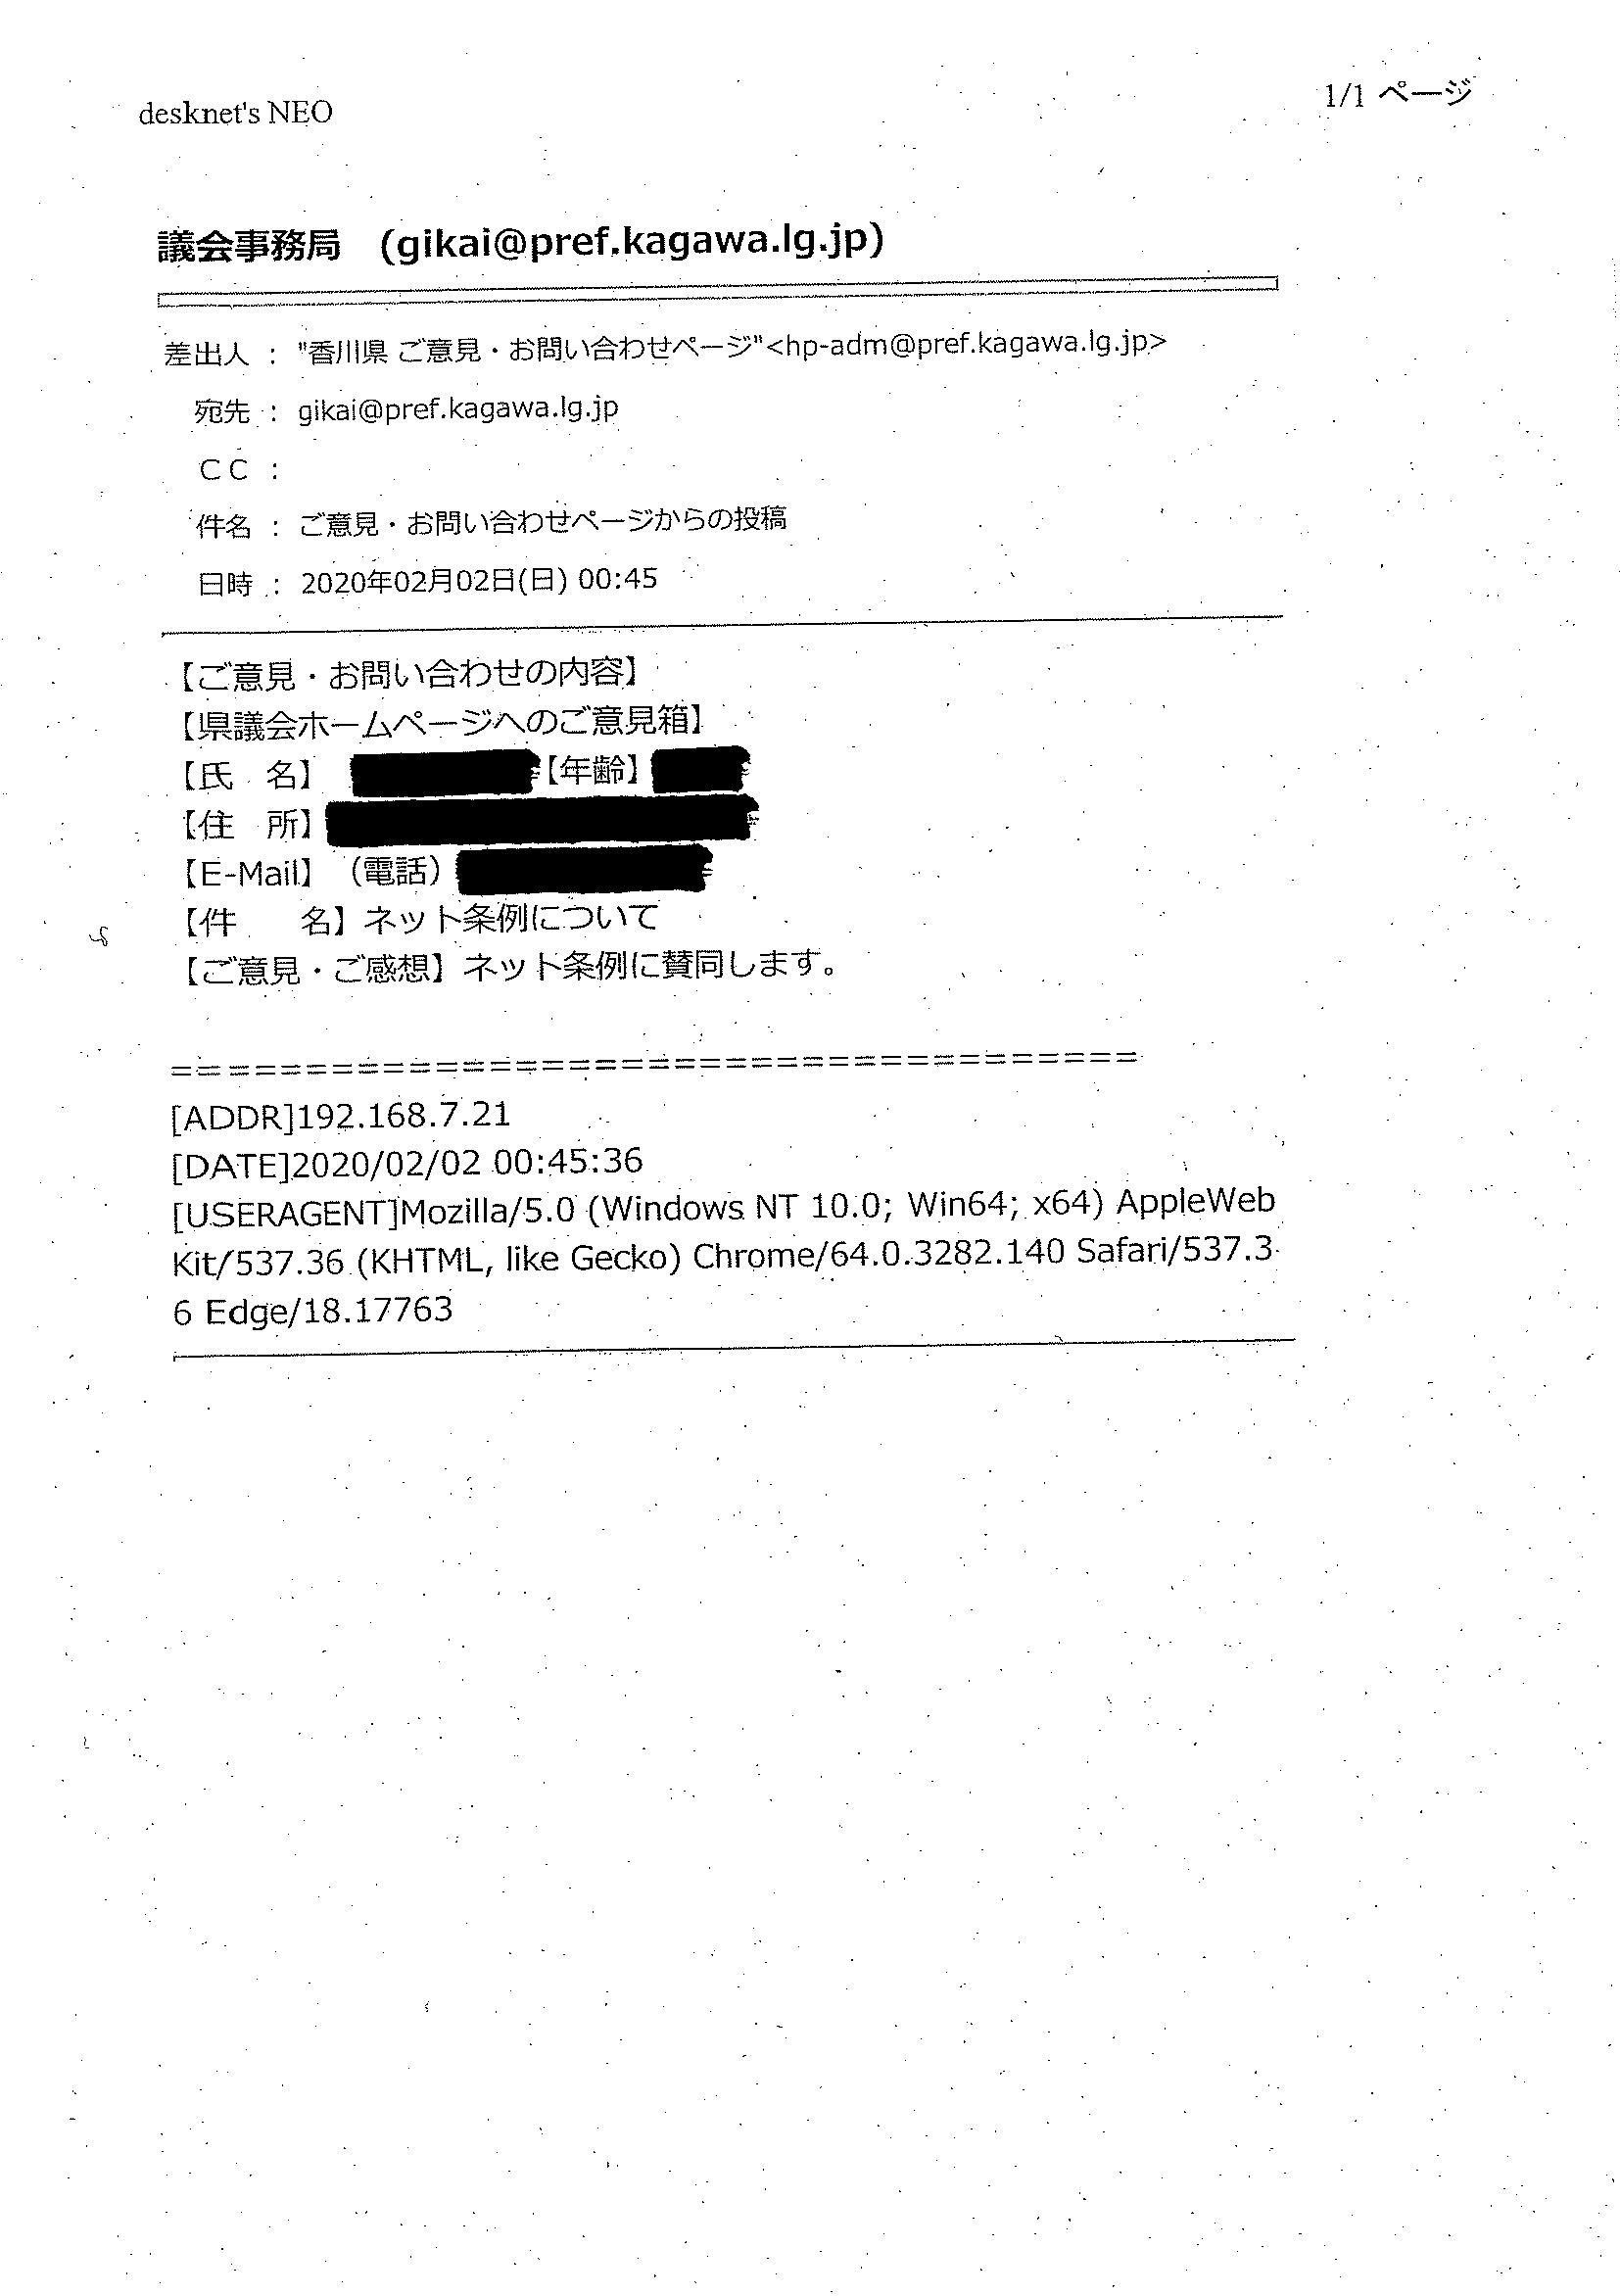 desknet's NEO
1/1 ページ
議会事務局 (gikai@pref.kagawa.lg.jp)
差出人 : "香川県 ご意見・お問い合わせページ"<hp-adm@pref.kagawa.lg.jp>
宛先 : gikai@pref.kagawa.lg.jp
CC :
件名 : ご意見・お問い合わせページからの投稿
日時 : 2020年02月02日(日) 00:45
【ご意見・お問い合わせの内容】
【県議会ホームページへのご意見箱】
【氏 名】 【年齢】
【住 所】
【E-Mail】（電話）
【件 名】ネット条例について
【ご意見・ご感想】ネット条例に賛同します。
=====================================
[ADDR]192.168.7.21
[DATE]2020/02/02 00:45:36
[USERAGENT]Mozilla/5.0 (Windows NT 10.0; Win64; x64) AppleWeb
Kit/537.36 (KHTML, like Gecko) Chrome/64.0.3282.140 Safari/537.3
6 Edge/18.17763